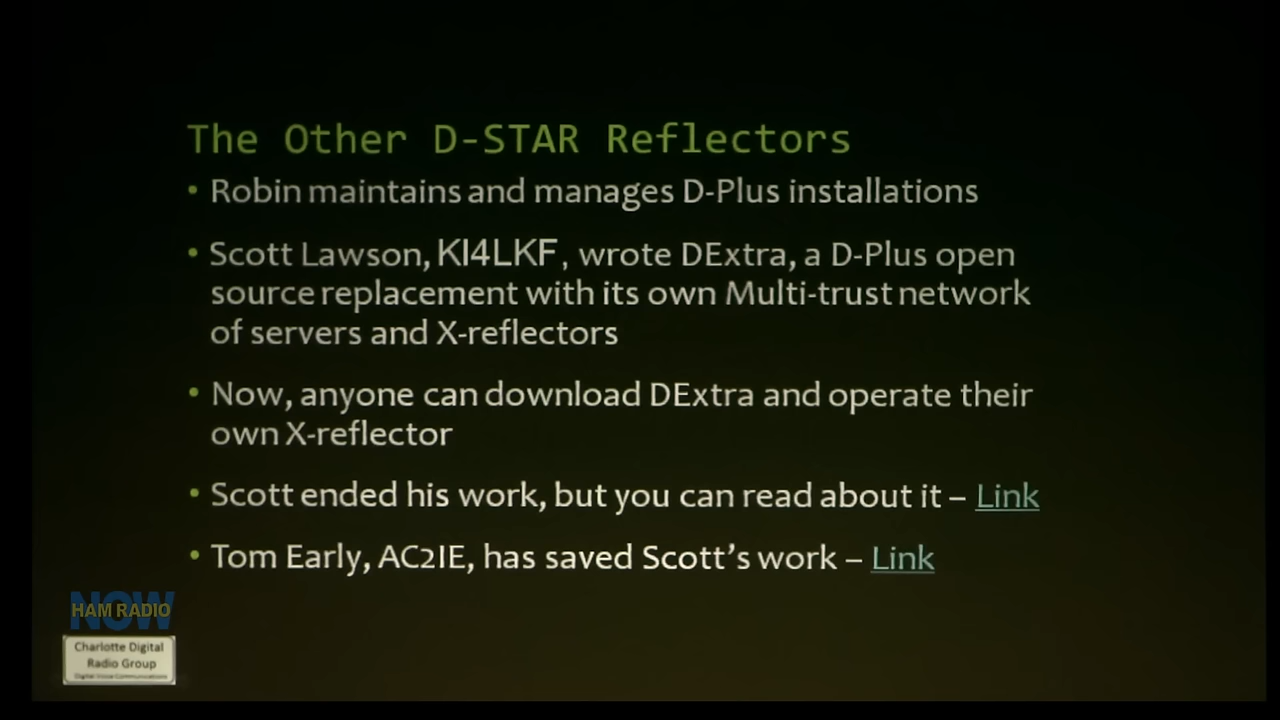 The Other D-STAR Reflectors
• Robin maintains and manages D-Plus installations
• Scott Lawson, KI4LKF, wrote DExtra, a D-Plus open
source replacement with its own Multi-trust network
of servers and X-reflectors
• Now, anyone can download DExtra and operate their
own X-reflector
• Scott ended his work, but you can read about it – Link
• Tom Early, AC2IE, has saved Scott's work – Link
HAM RADIO
NOW
Charlotte Digital
Radio Group
Digital Voice Communications